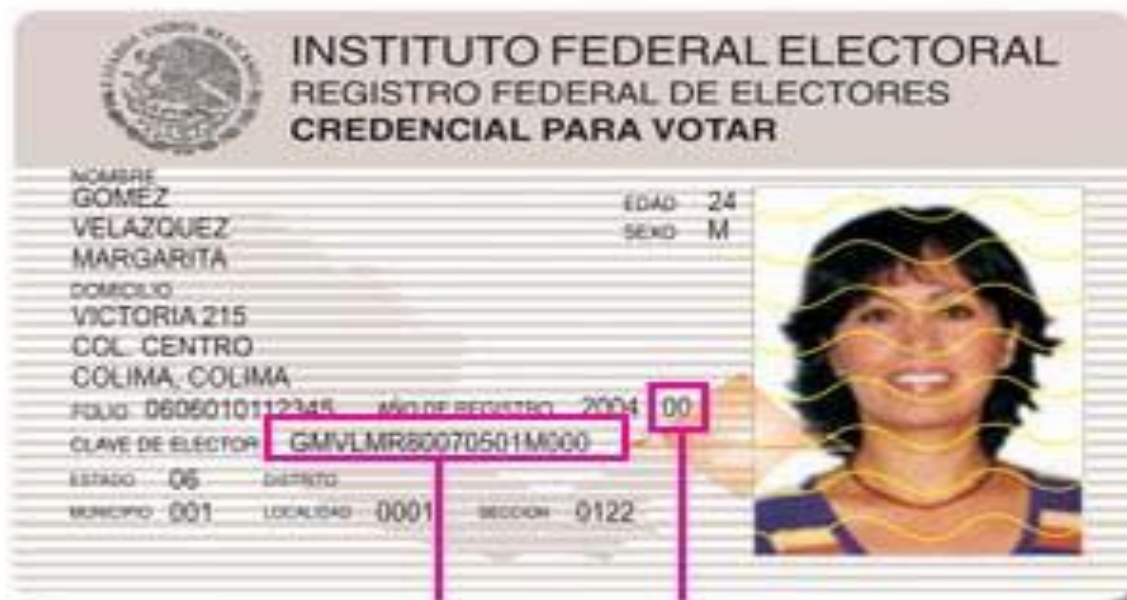 INSTITUTO FEDERAL ELECTORAL
REGISTRO FEDERAL DE ELECTORES
CREDENCIAL PARA VOTAR
NOMBRE
GOMEZ
VELAZQUEZ
MARGARITA
EDAD 24
SEXO M
DOMICILIO
VICTORIA 215
COL. CENTRO
COLIMA, COLIMA
FOLIO 0606010112345 AÑO DE REGISTRO 2004 00
CLAVE DE ELECTOR GMVLMR80070501M000
ESTADO 06 DISTRITO
MUNICIPIO 001 LOCALIDAD 0001 SECCION 0122